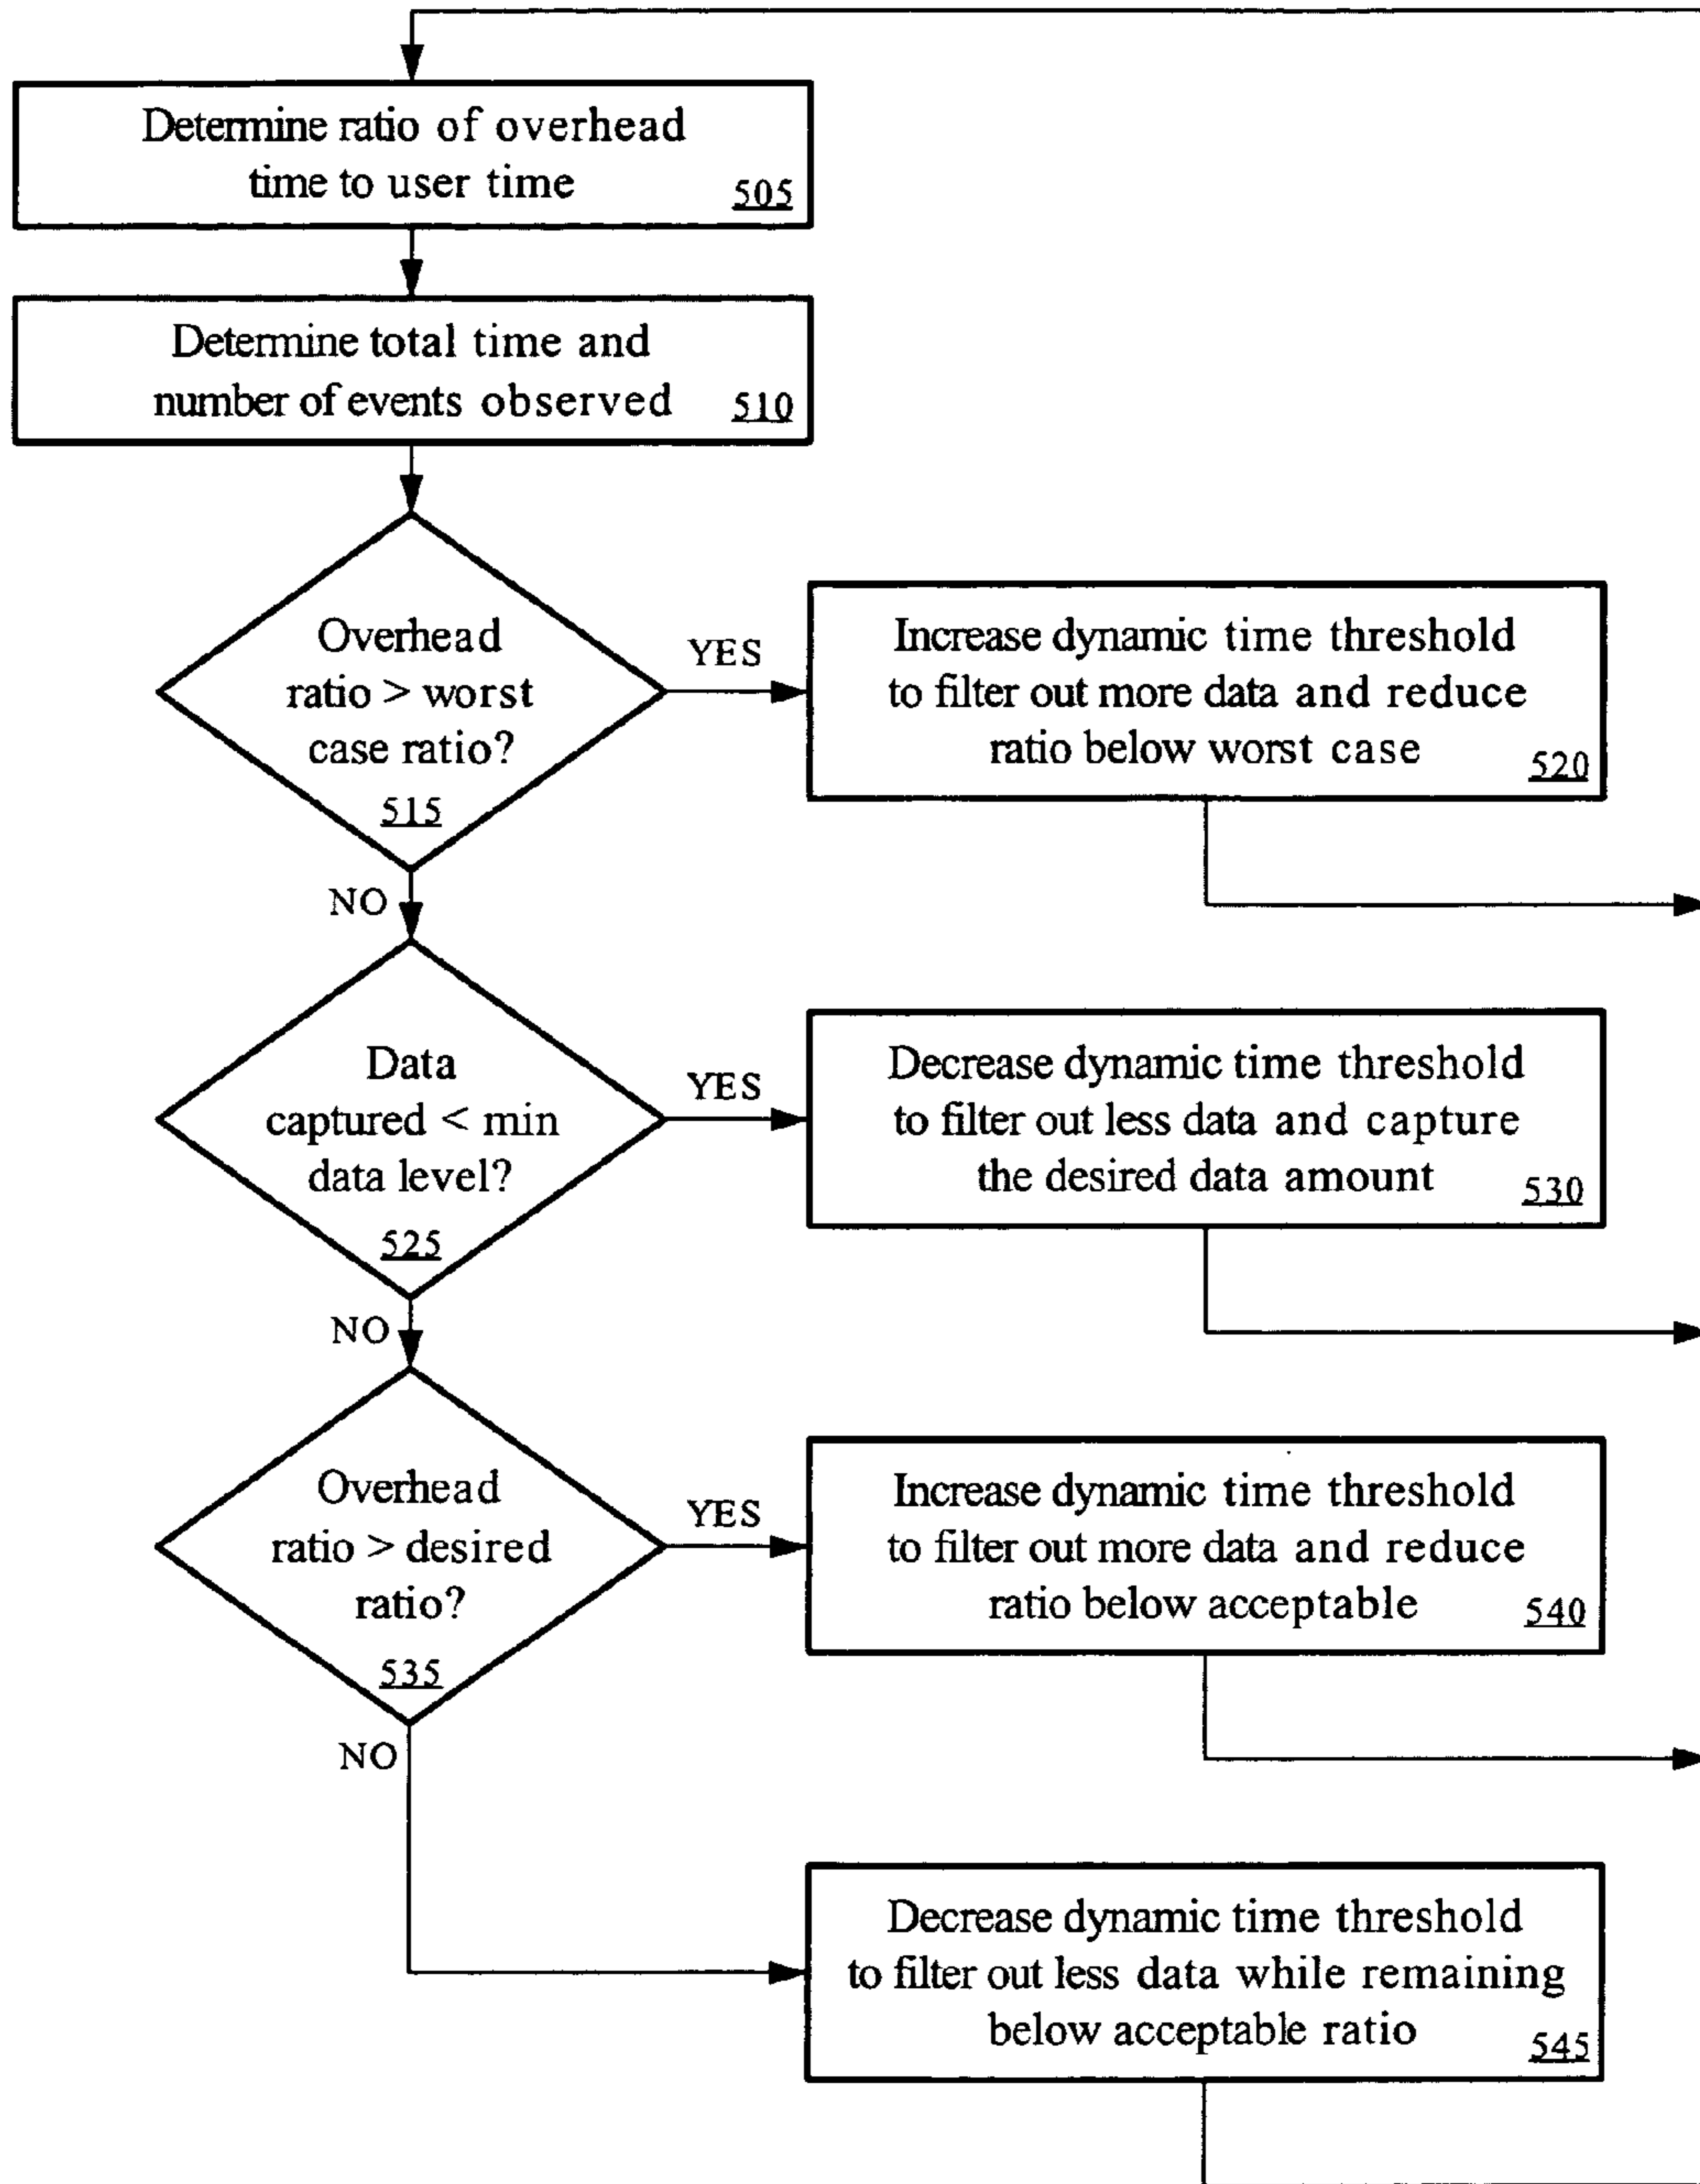 Determine ratio of overhead
time to user time
505
Determine total time and
number of events observed
510
Overhead
ratio > worst
case ratio?
515
YES
Increase dynamic time threshold
to filter out more data and reduce
ratio below worst case
520
NO
Data
captured < min
data level?
525
YES
Decrease dynamic time threshold
to filter out less data and capture
the desired data amount
530
NO
Overhead
ratio > desired
ratio?
535
YES
Increase dynamic time threshold
to filter out more data and reduce
ratio below acceptable
540
NO
Decrease dynamic time threshold
to filter out less data while remaining
below acceptable ratio
545